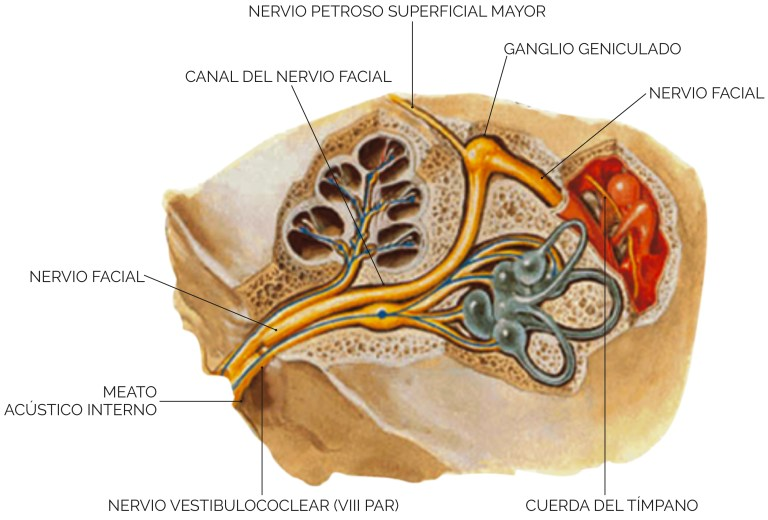 NERVIO PETROSO SUPERFICIAL MAYOR
GANGLIO GENICULADO
CANAL DEL NERVIO FACIAL
NERVIO FACIAL
NERVIO FACIAL
MEATO
ACÚSTICO INTERNO
NERVIO VESTIBULOCOCLEAR (VIII PAR)
CUERDA DEL TÍMPANO